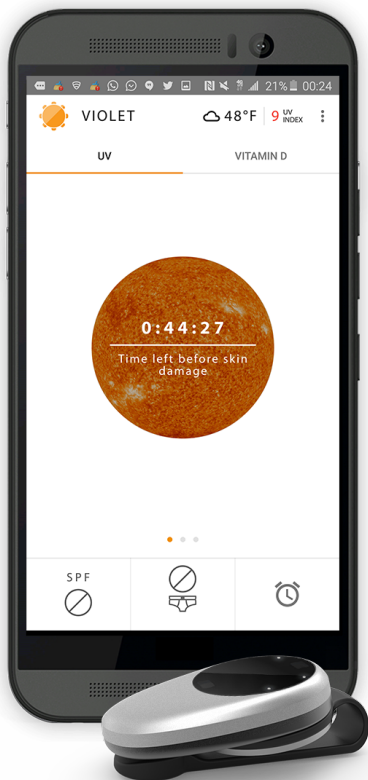 21% 00:24
VIOLET
48°F
9 UV INDEX
UV
VITAMIN D
0:44:27
Time left before skin
damage
SPF